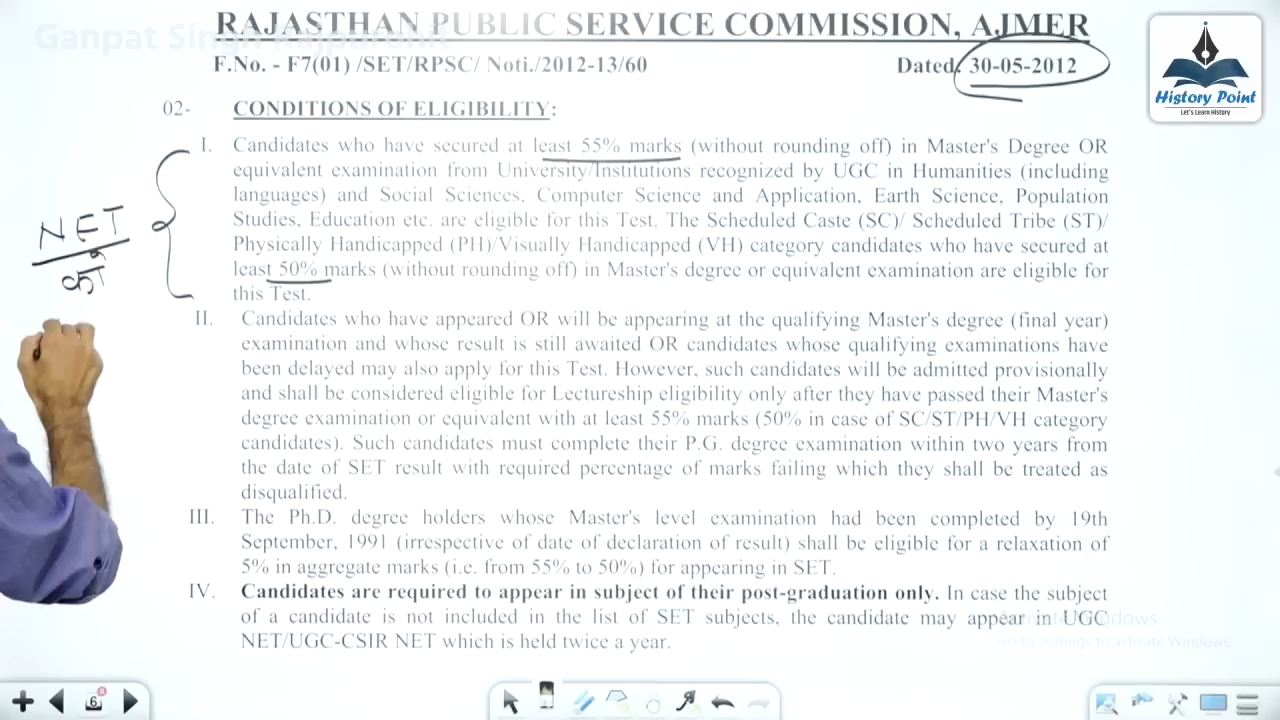 Ganpat Singh Rajpurohit
RAJASTHAN PUBLIC SERVICE COMMISSION, AJMER
F.No. - F7(01) /SET/RPSC/ Noti./2012-13/60 Dated. 30-05-2012
History Point
Let's Learn History
02- CONDITIONS OF ELIGIBILITY:
I. Candidates who have secured at least 55% marks (without rounding off) in Master's Degree OR
equivalent examination from University/Institutions recognized by UGC in Humanities (including
languages) and Social Sciences, Computer Science and Application, Earth Science, Population
Studies, Education etc. are eligible for this Test. The Scheduled Caste (SC)/ Scheduled Tribe (ST)/
Physically Handicapped (PH)/Visually Handicapped (VH) category candidates who have secured at
least 50% marks (without rounding off) in Master's degree or equivalent examination are eligible for
this Test.
NET
II. Candidates who have appeared OR will be appearing at the qualifying Master's degree (final year)
examination and whose result is still awaited OR candidates whose qualifying examinations have
been delayed may also apply for this Test. However, such candidates will be admitted provisionally
and shall be considered eligible for Lectureship eligibility only after they have passed their Master's
degree examination or equivalent with at least 55% marks (50% in case of SC/ST/PH/VH category
candidates). Such candidates must complete their P.G. degree examination within two years from
the date of SET result with required percentage of marks failing which they shall be treated as
disqualified.
III. The Ph.D. degree holders whose Master's level examination had been completed by 19th
September, 1991 (irrespective of date of declaration of result) shall be eligible for a relaxation of
5% in aggregate marks (i.e. from 55% to 50%) for appearing in SET.
IV. Candidates are required to appear in subject of their post-graduation only. In case the subject
of a candidate is not included in the list of SET subjects, the candidate may appear in UGC
NET/UGC-CSIR NET which is held twice a year.
Activate Windows
Go to Settings to activate Windows.
6